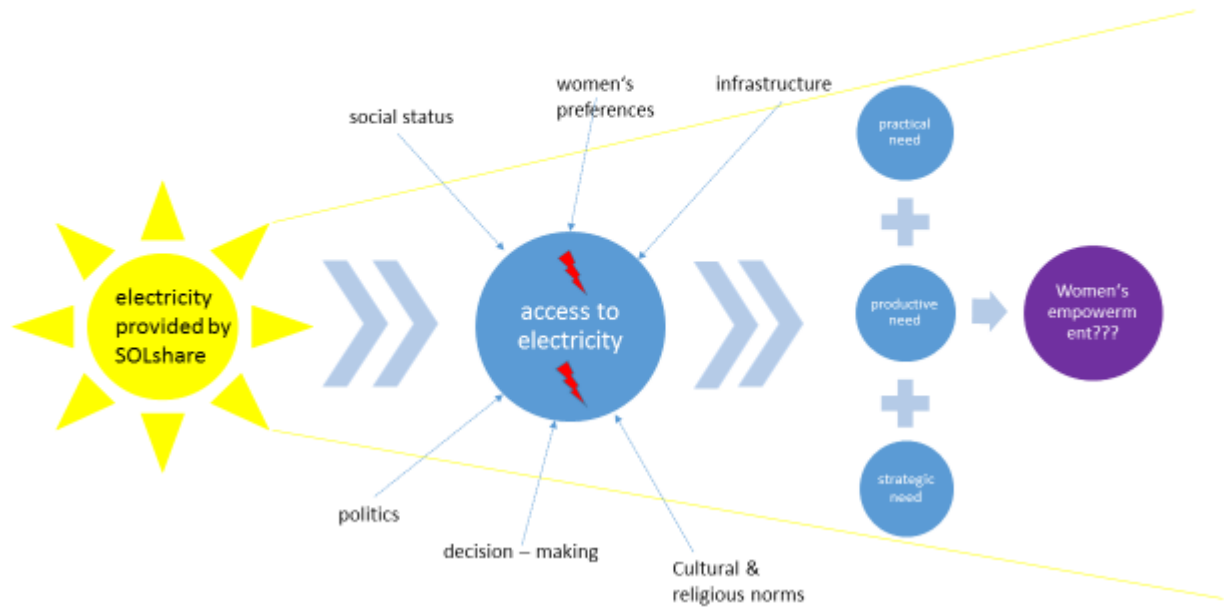 women's
preferences
infrastructure
social status
practical
need
electricity
provided by
SOLshare
access to
electricity
productive
need
Women's
empowerm
ent???
strategic
need
politics
decision – making
Cultural &
religious norms